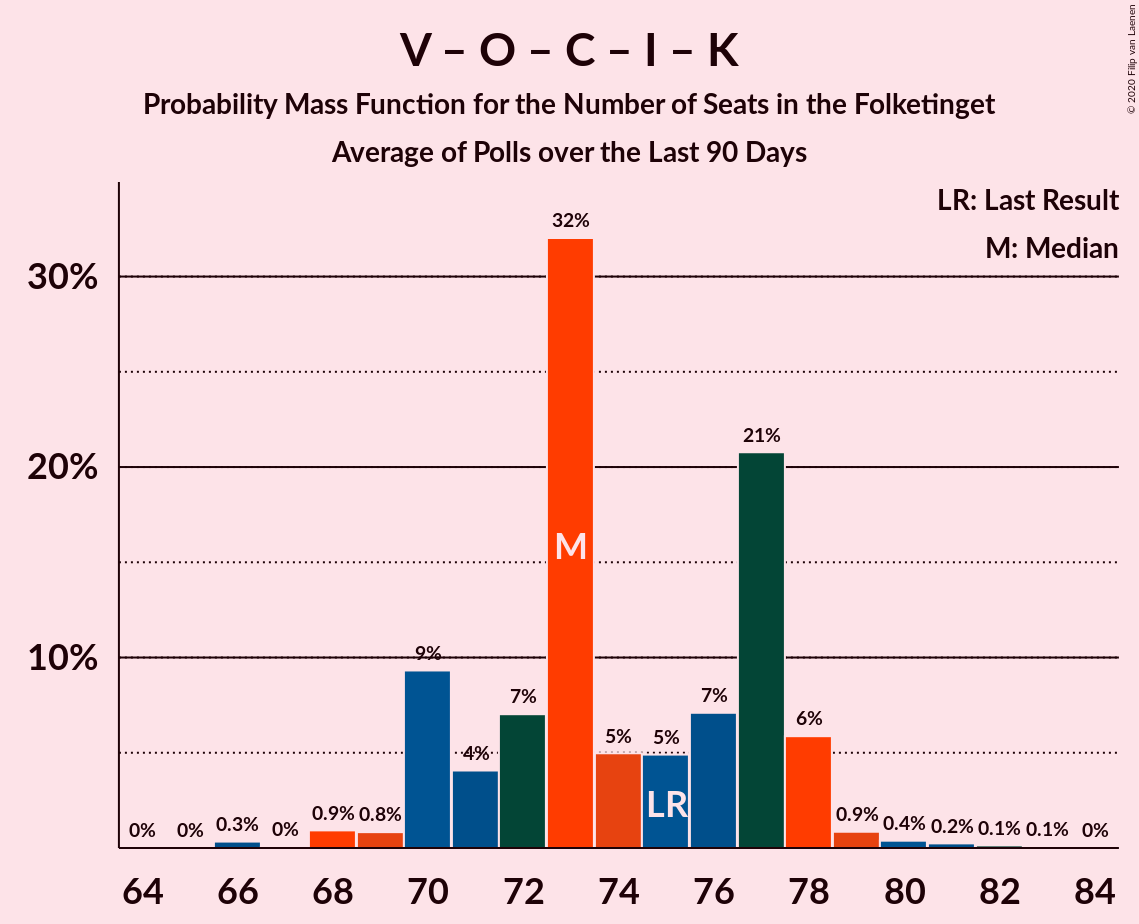 V – O – C – I – K
Probability Mass Function for the Number of Seats in the Folketinget
Average of Polls over the Last 90 Days
© 2020 Filip van Laenen
LR: Last Result
M: Median
30%
20%
10%
0%
0%
0.3%
0%
0.9%
0.8%
9%
4%
7%
32%
5%
5%
7%
21%
6%
0.9%
0.4%
0.2%
0.1%
0.1%
0%
M
LR
64 66 68 70 72 74 76 78 80 82 84